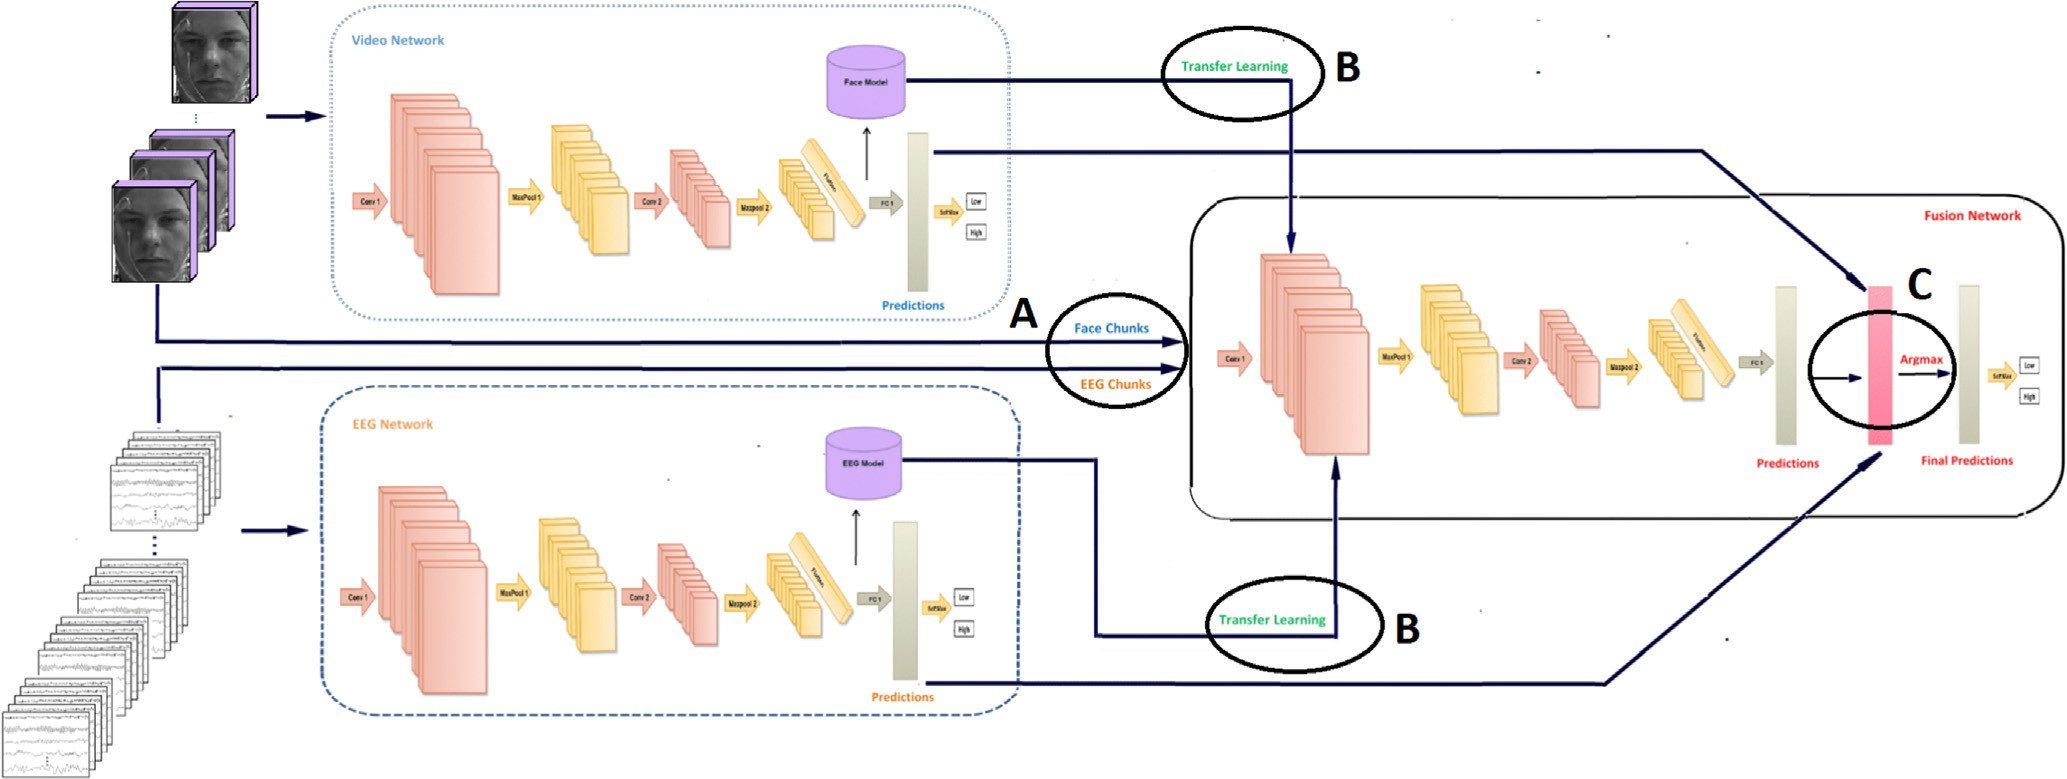 Video Network
Face Model
Conv 1
MaxPool 1
Conv 2
Maxpool 2
Flatten
FC 1
SoftMax
Low
High
Predictions
Transfer Learning
B
A
Face Chunks
EEG Chunks
Fusion Network
Conv 1
MaxPool 1
Conv 2
Maxpool 2
Flatten
FC 1
Predictions
C
Argmax
Final Predictions
SoftMax
Low
High
EEG Network
EEG Model
Conv 1
MaxPool 1
Conv 2
Maxpool 2
Flatten
FC 1
SoftMax
Low
High
Predictions
Transfer Learning
B